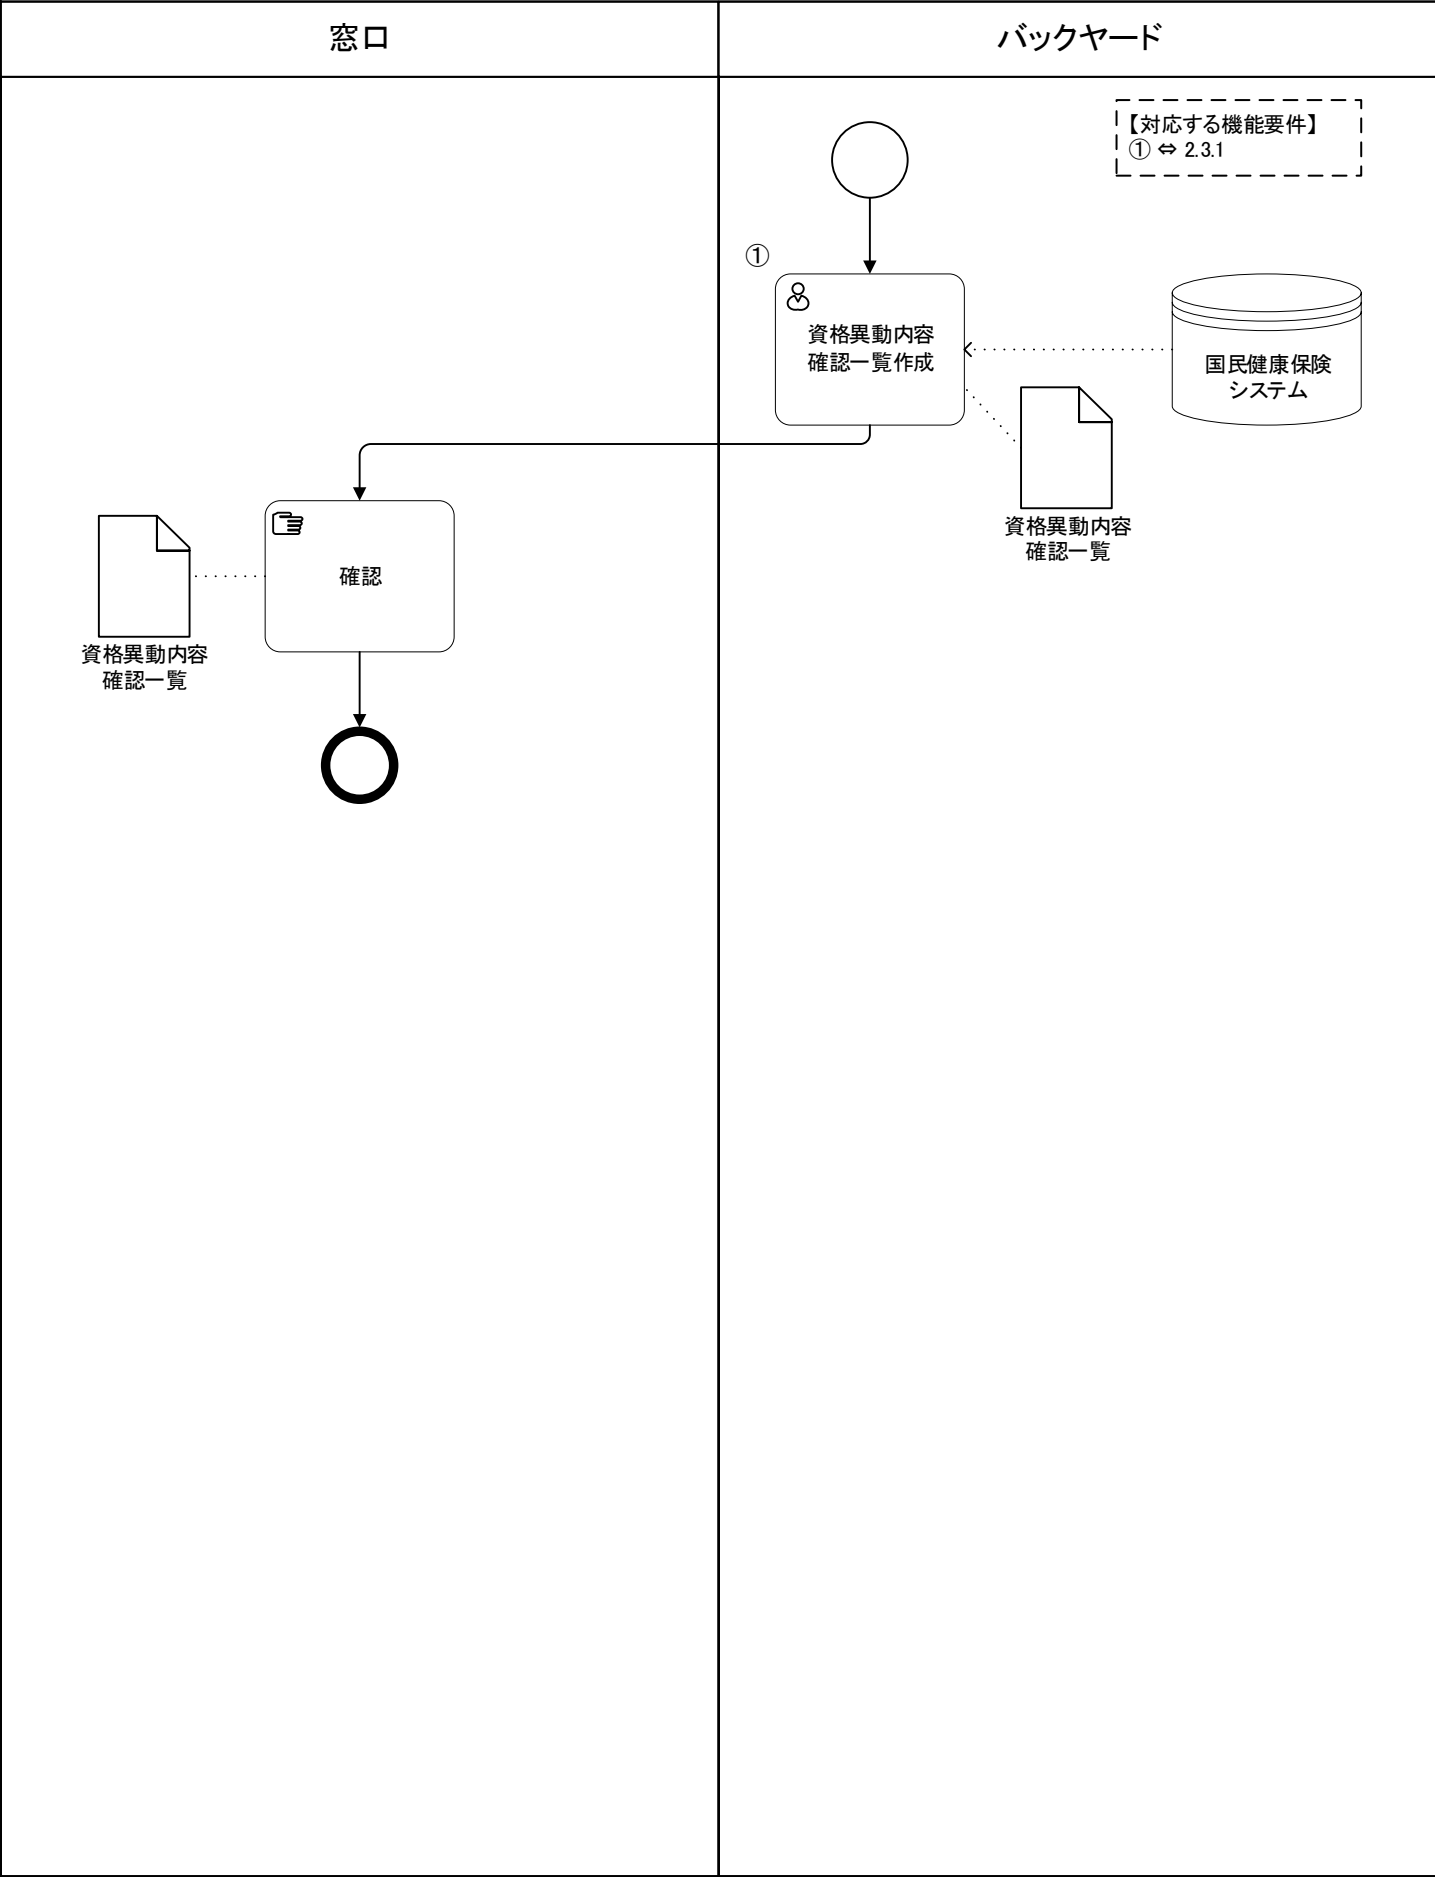 窓口
バックヤード
【対応する機能要件】
① ⇔ 2.3.1
①
資格異動内容
確認一覧作成
国民健康保険
システム
資格異動内容
確認一覧
確認
資格異動内容
確認一覧